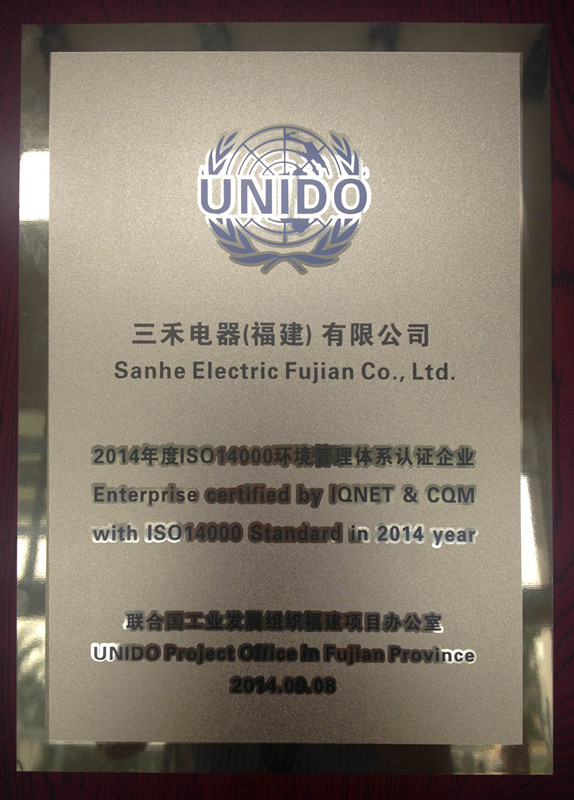 UNIDO
三禾电器(福建)有限公司
Sanhe Electric Fujian Co., Ltd.
2014年度ISO14000环境管理体系认证企业
Enterprise certified by IQNET & CQM
with ISO14000 Standard in 2014 year
联合国工业发展组织福建项目办公室
UNIDO Project Office in Fujian Province
2014.09.08